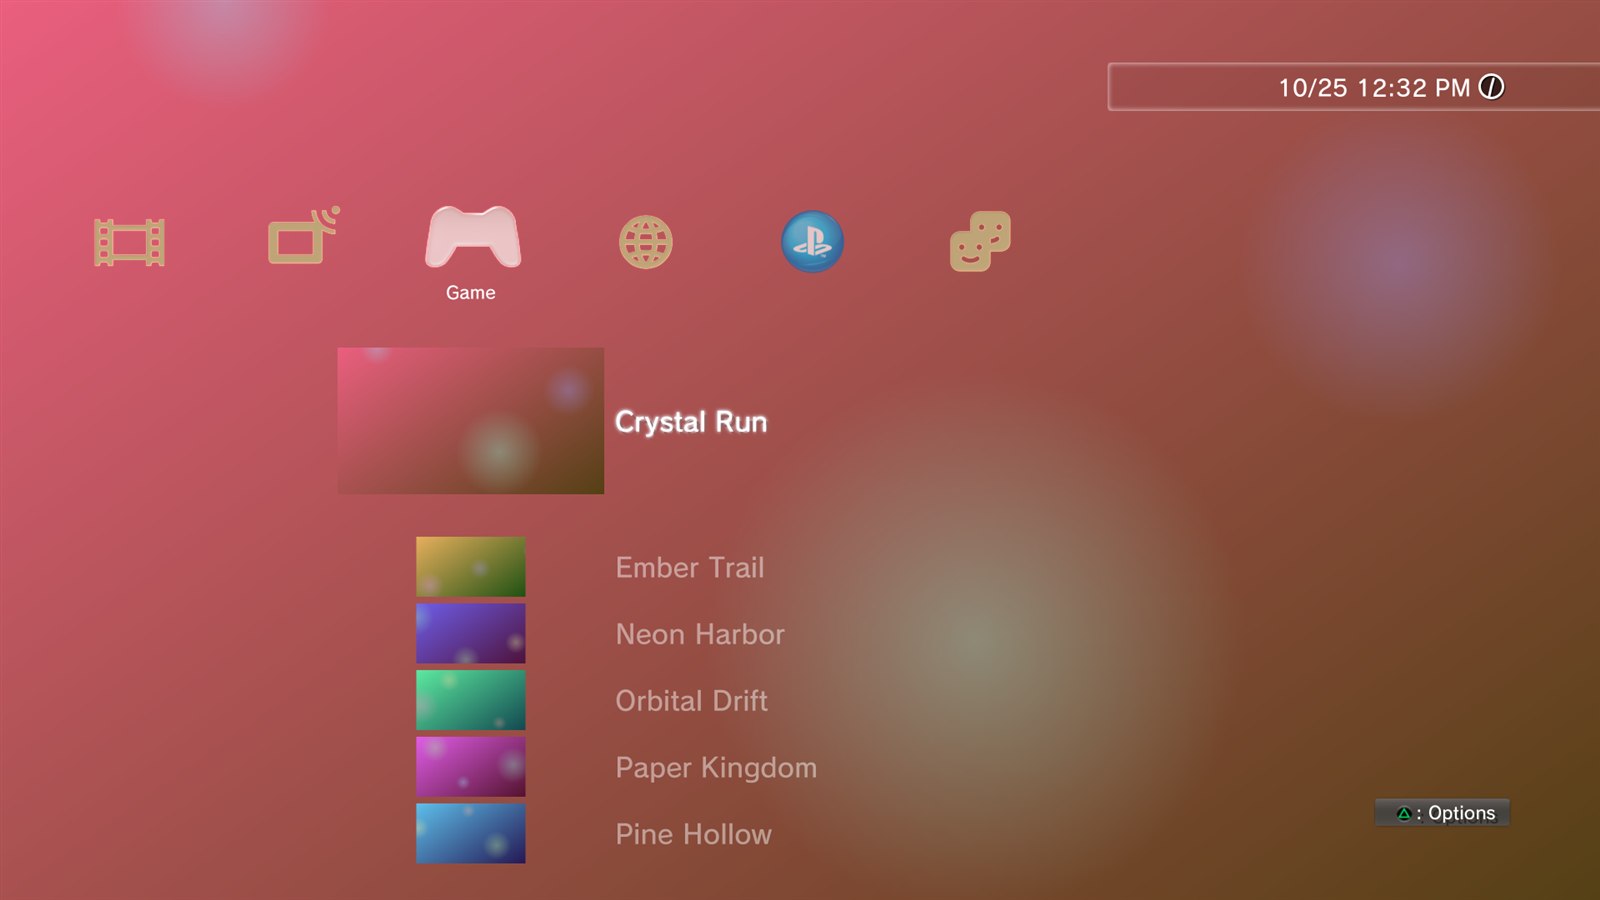 10/25 12:32 PM
Game
Crystal Run
Ember Trail
Neon Harbor
Orbital Drift
Paper Kingdom
Pine Hollow
: Options